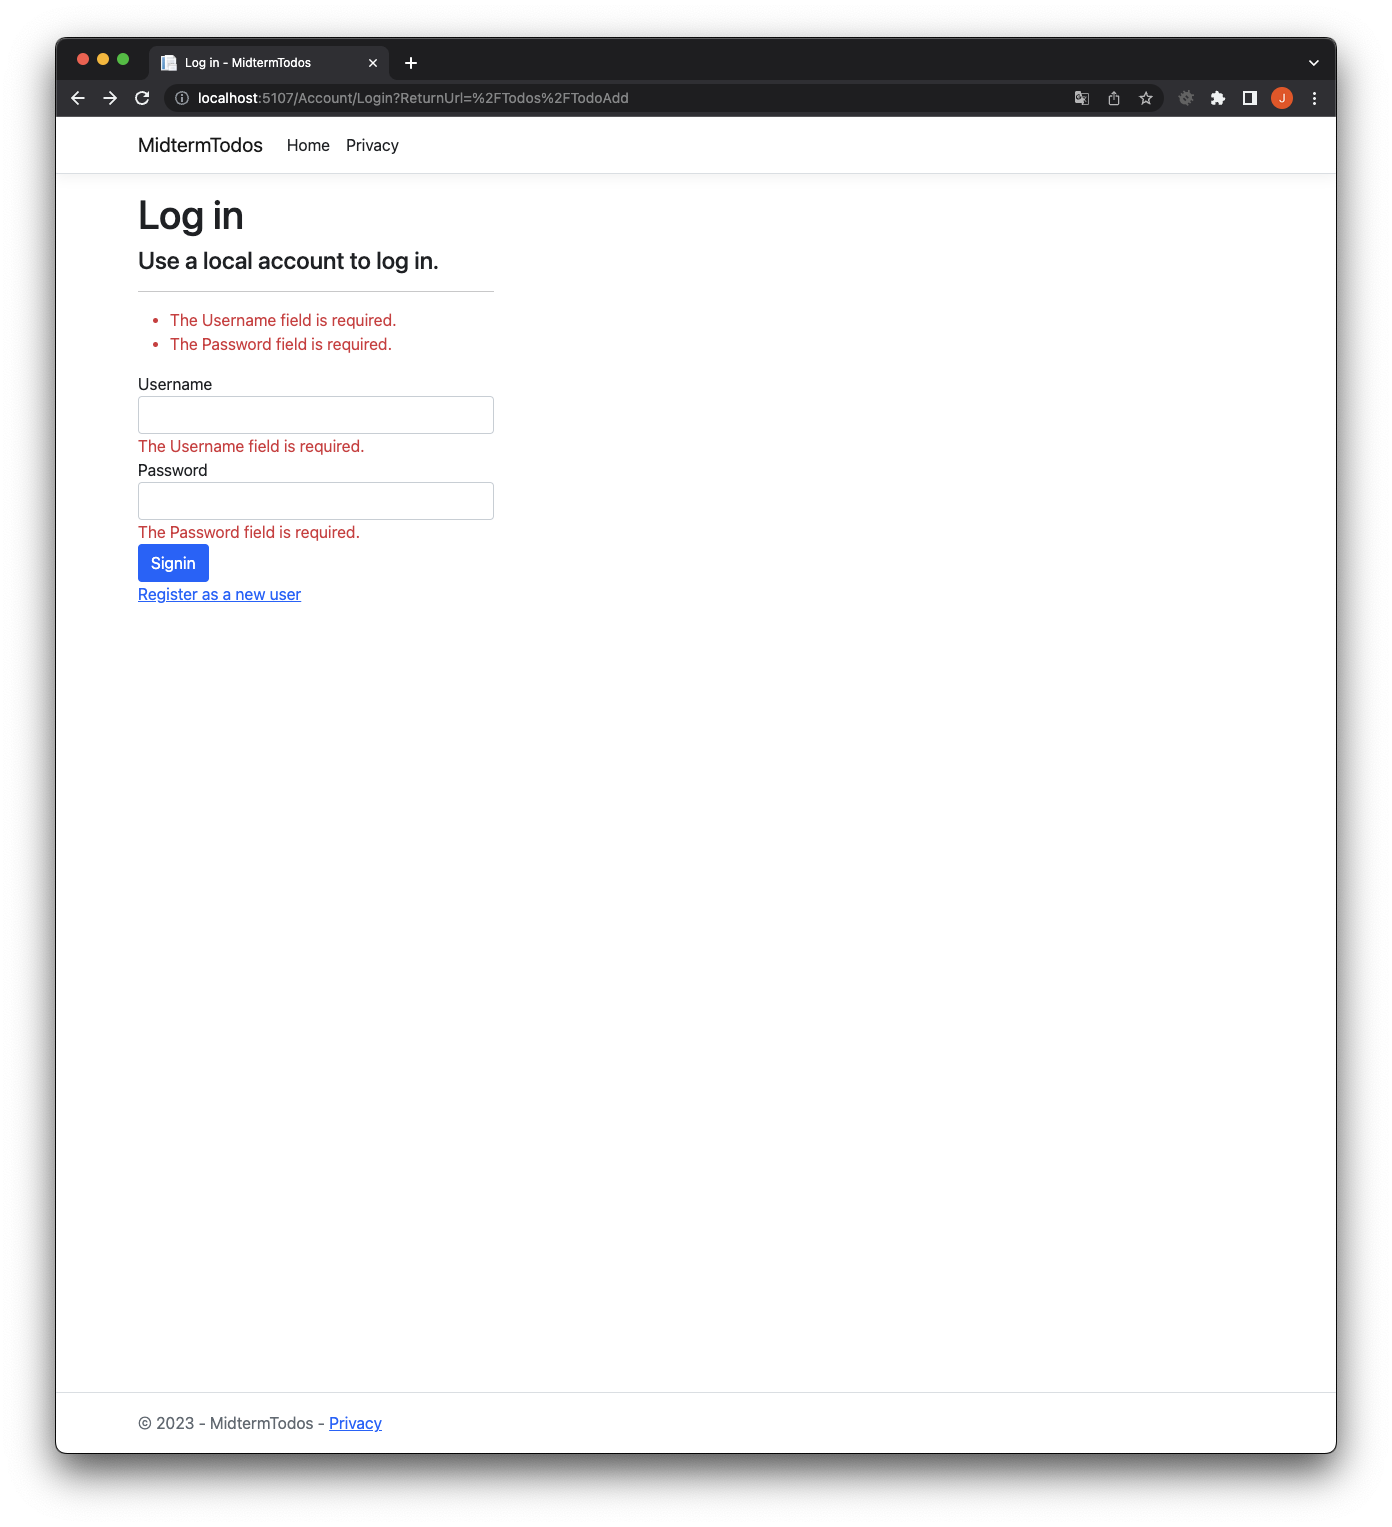 Log in - MidtermTodos
localhost:5107/Account/Login?ReturnUrl=%2FTodos%2FTodoAdd
J
MidtermTodos Home Privacy
Log in
Use a local account to log in.
• The Username field is required.
• The Password field is required.
Username
The Username field is required.
Password
The Password field is required.
Signin
Register as a new user
© 2023 - MidtermTodos - Privacy